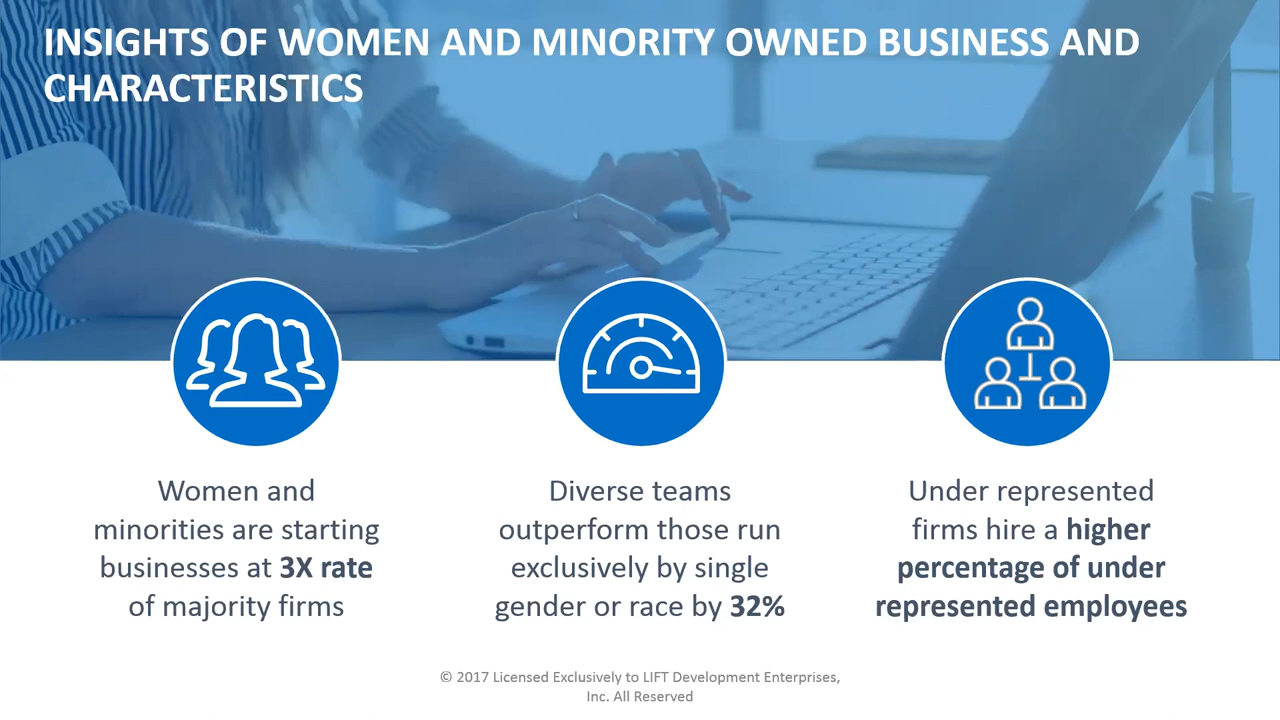 INSIGHTS OF WOMEN AND MINORITY OWNED BUSINESS AND
CHARACTERISTICS
Women and
minorities are starting
businesses at 3X rate
of majority firms
Diverse teams
outperform those run
exclusively by single
gender or race by 32%
Under represented
firms hire a higher
percentage of under
represented employees
© 2017 Licensed Exclusively to LIFT Development Enterprises,
Inc. All Reserved